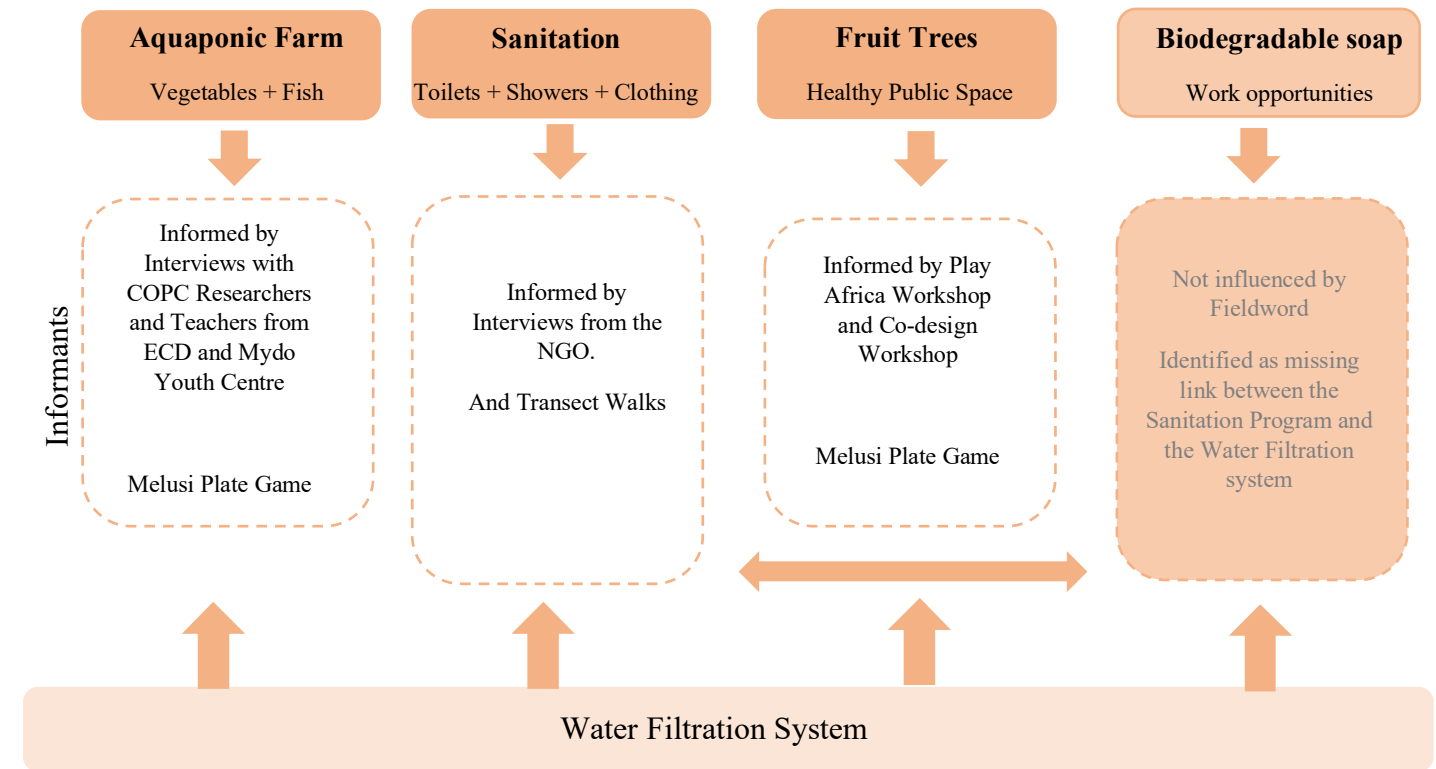 Aquaponic Farm
Vegetables + Fish
Sanitation
Toilets + Showers + Clothing
Fruit Trees
Healthy Public Space
Biodegradable soap
Work opportunities
Informants
Informed by
Interviews with
COPC Researchers
and Teachers from
ECD and Mydo
Youth Centre
Melusi Plate Game
Informed by
Interviews from the
NGO.
And Transect Walks
Informed by Play
Africa Workshop
and Co-design
Workshop
Melusi Plate Game
Not influenced by
Fieldword
Identified as missing
link between the
Sanitation Program and
the Water Filtration
system
Water Filtration System